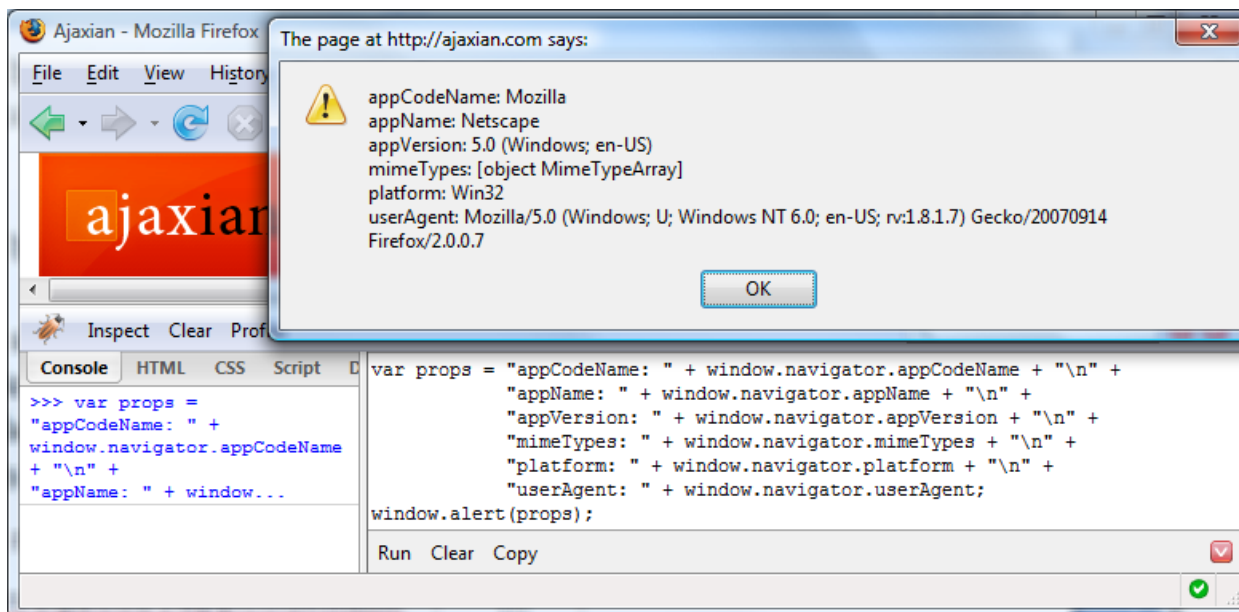 Ajaxian - Mozilla Firefox
The page at http://ajaxian.com says:
File Edit View History
appCodeName: Mozilla
appName: Netscape
appVersion: 5.0 (Windows; en-US)
mimeTypes: [object MimeTypeArray]
platform: Win32
userAgent: Mozilla/5.0 (Windows; U; Windows NT 6.0; en-US; rv:1.8.1.7) Gecko/20070914
Firefox/2.0.0.7
OK
ajaxian
Inspect Clear Prof
Console HTML CSS Script D
>>> var props =
"appCodeName: " +
window.navigator.appCodeName
+ "\n" +
"appName: " + window...
var props = "appCodeName: " + window.navigator.appCodeName + "\n" +
"appName: " + window.navigator.appName + "\n" +
"appVersion: " + window.navigator.appVersion + "\n" +
"mimeTypes: " + window.navigator.mimeTypes + "\n" +
"platform: " + window.navigator.platform + "\n" +
"userAgent: " + window.navigator.userAgent;
window.alert(props);
Run Clear Copy